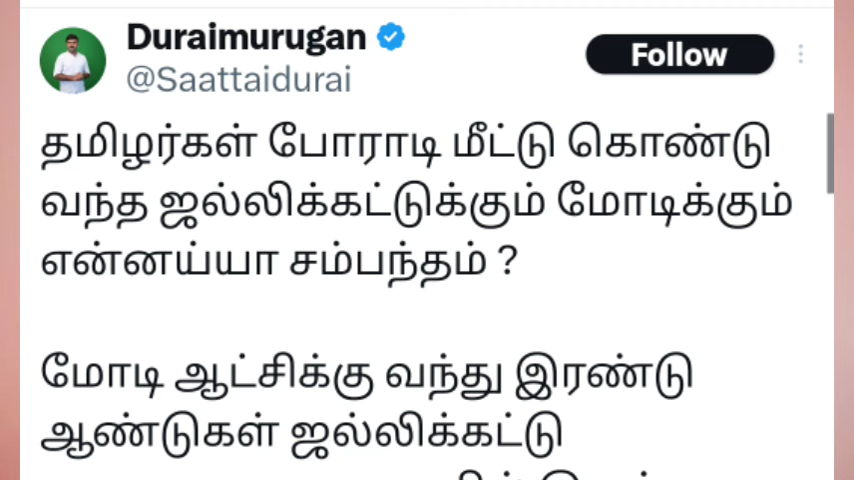 Duraimurugan
@Saattaidurai
Follow
தமிழர்கள் போராடி மீட்டு கொண்டு
வந்த ஜல்லிக்கட்டுக்கும் மோடிக்கும்
என்னய்யா சம்பந்தம் ?
மோடி ஆட்சிக்கு வந்து இரண்டு
ஆண்டுகள் ஜல்லிக்கட்டு